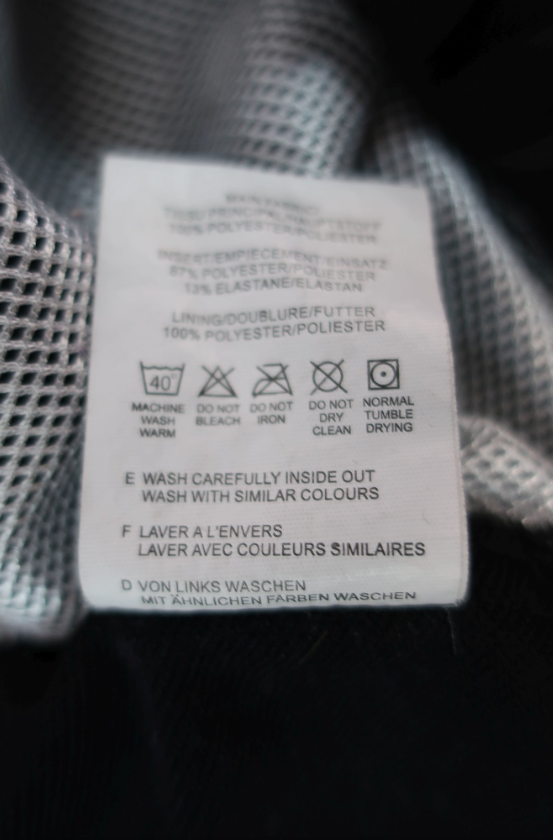 MAIN FABRIC/
TISSU PRINCIPAL/HAUPTSTOFF
100% POLYESTER/POLIESTER
INSERT/EMPIECEMENT/EINSATZ
87% POLYESTER/POLIESTER
13% ELASTANE/ELASTAN
LINING/DOUBLURE/FUTTER
100% POLYESTER/POLIESTER
40°
MACHINE WASH WARM
DO NOT BLEACH
DO NOT IRON
DO NOT DRY CLEAN
NORMAL TUMBLE DRYING
E WASH CAREFULLY INSIDE OUT
WASH WITH SIMILAR COLOURS
F LAVER A L'ENVERS
LAVER AVEC COULEURS SIMILAIRES
D VON LINKS WASCHEN
MIT ÄHNLICHEN FARBEN WASCHEN